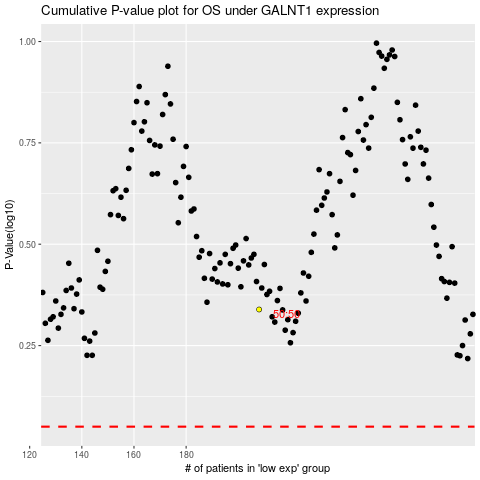 Cumulative P-value plot for OS under GALNT1 expression
P-Value(log10)
1.00
0.75
0.50
0.25
50-50
120 140 160 180
# of patients in 'low exp' group